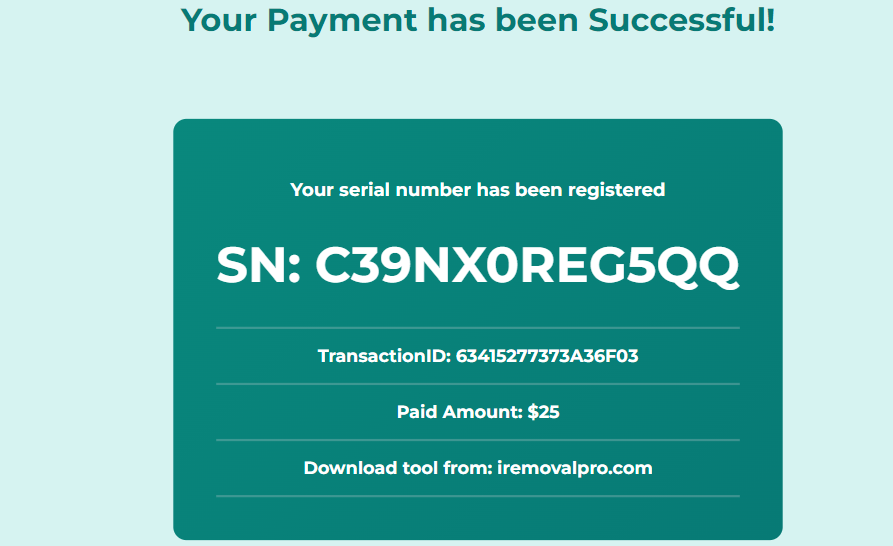 Your Payment has been Successful!
Your serial number has been registered
SN: C39NX0REG5QQ
TransactionID: 63415277373A36F03
Paid Amount: $25
Download tool from: iremovalpro.com